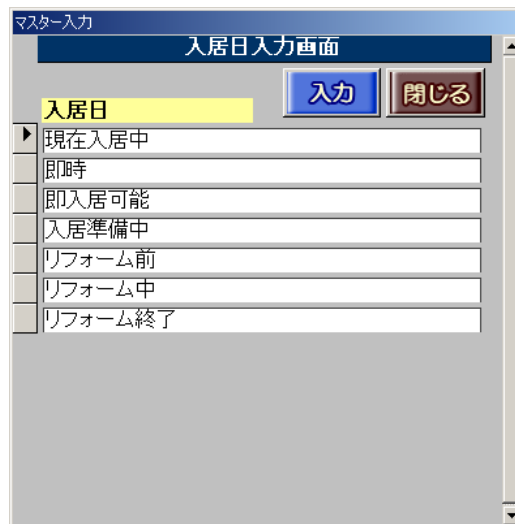 マスター入力
入居日入力画面
入力 閉じる
入居日
現在入居中
即時
即入居可能
入居準備中
リフォーム前
リフォーム中
リフォーム終了